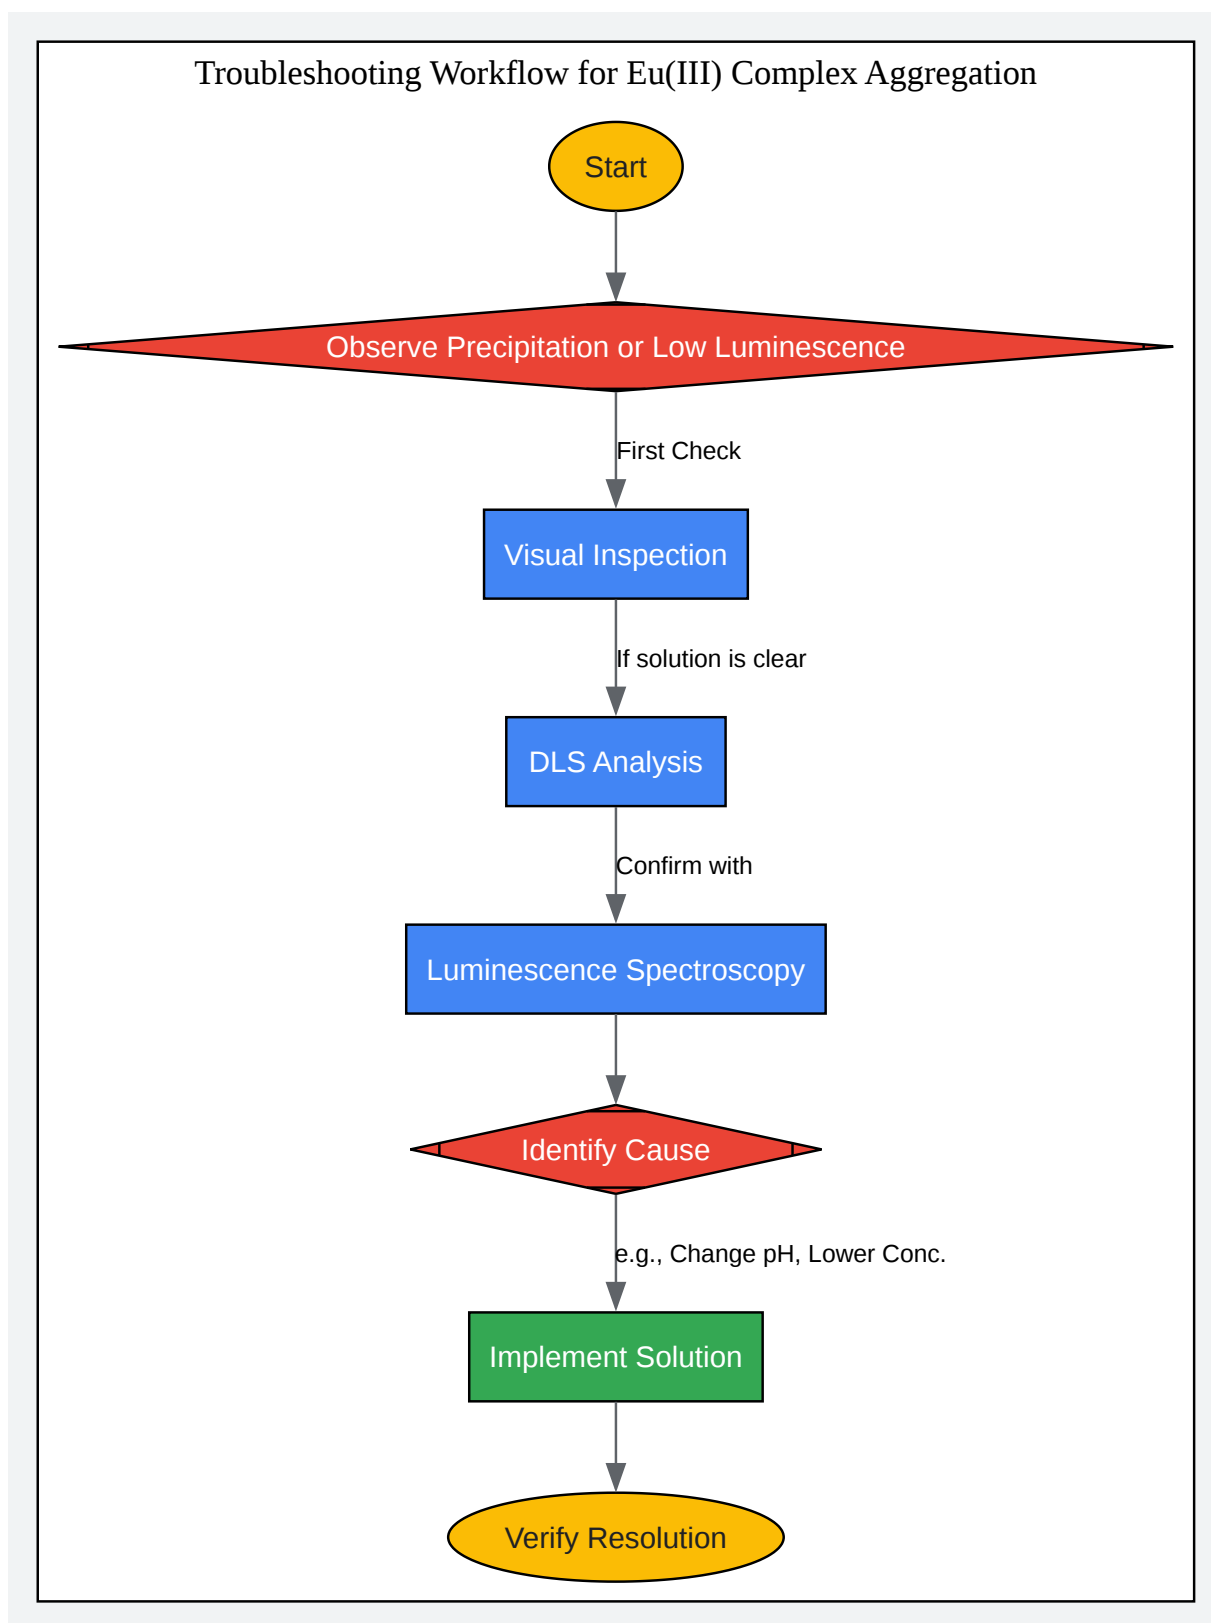 Troubleshooting Workflow for Eu(III) Complex Aggregation
Start
Observe Precipitation or Low Luminescence
First Check
Visual Inspection
If solution is clear
DLS Analysis
Confirm with
Luminescence Spectroscopy
Identify Cause
e.g., Change pH, Lower Conc.
Implement Solution
Verify Resolution